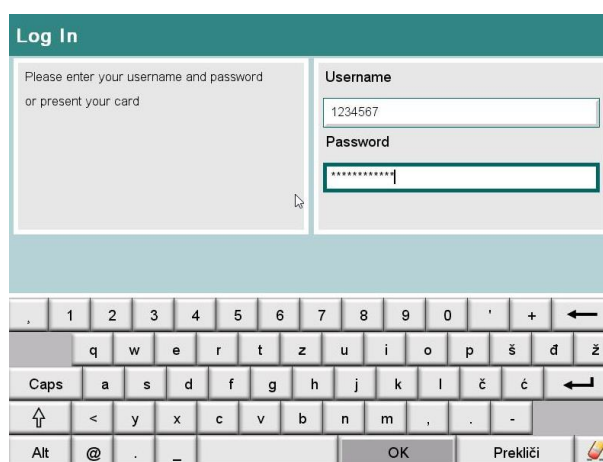 Log In
Please enter your username and password
or present your card
Username
1234567
Password
************
, 1 2 3 4 5 6 7 8 9 0 ' + 
q w e r t z u i o p š đ ž
Caps a s d f g h j k l č ć
< y x c v b n m , . -
Alt @ . _ OK Prekliči